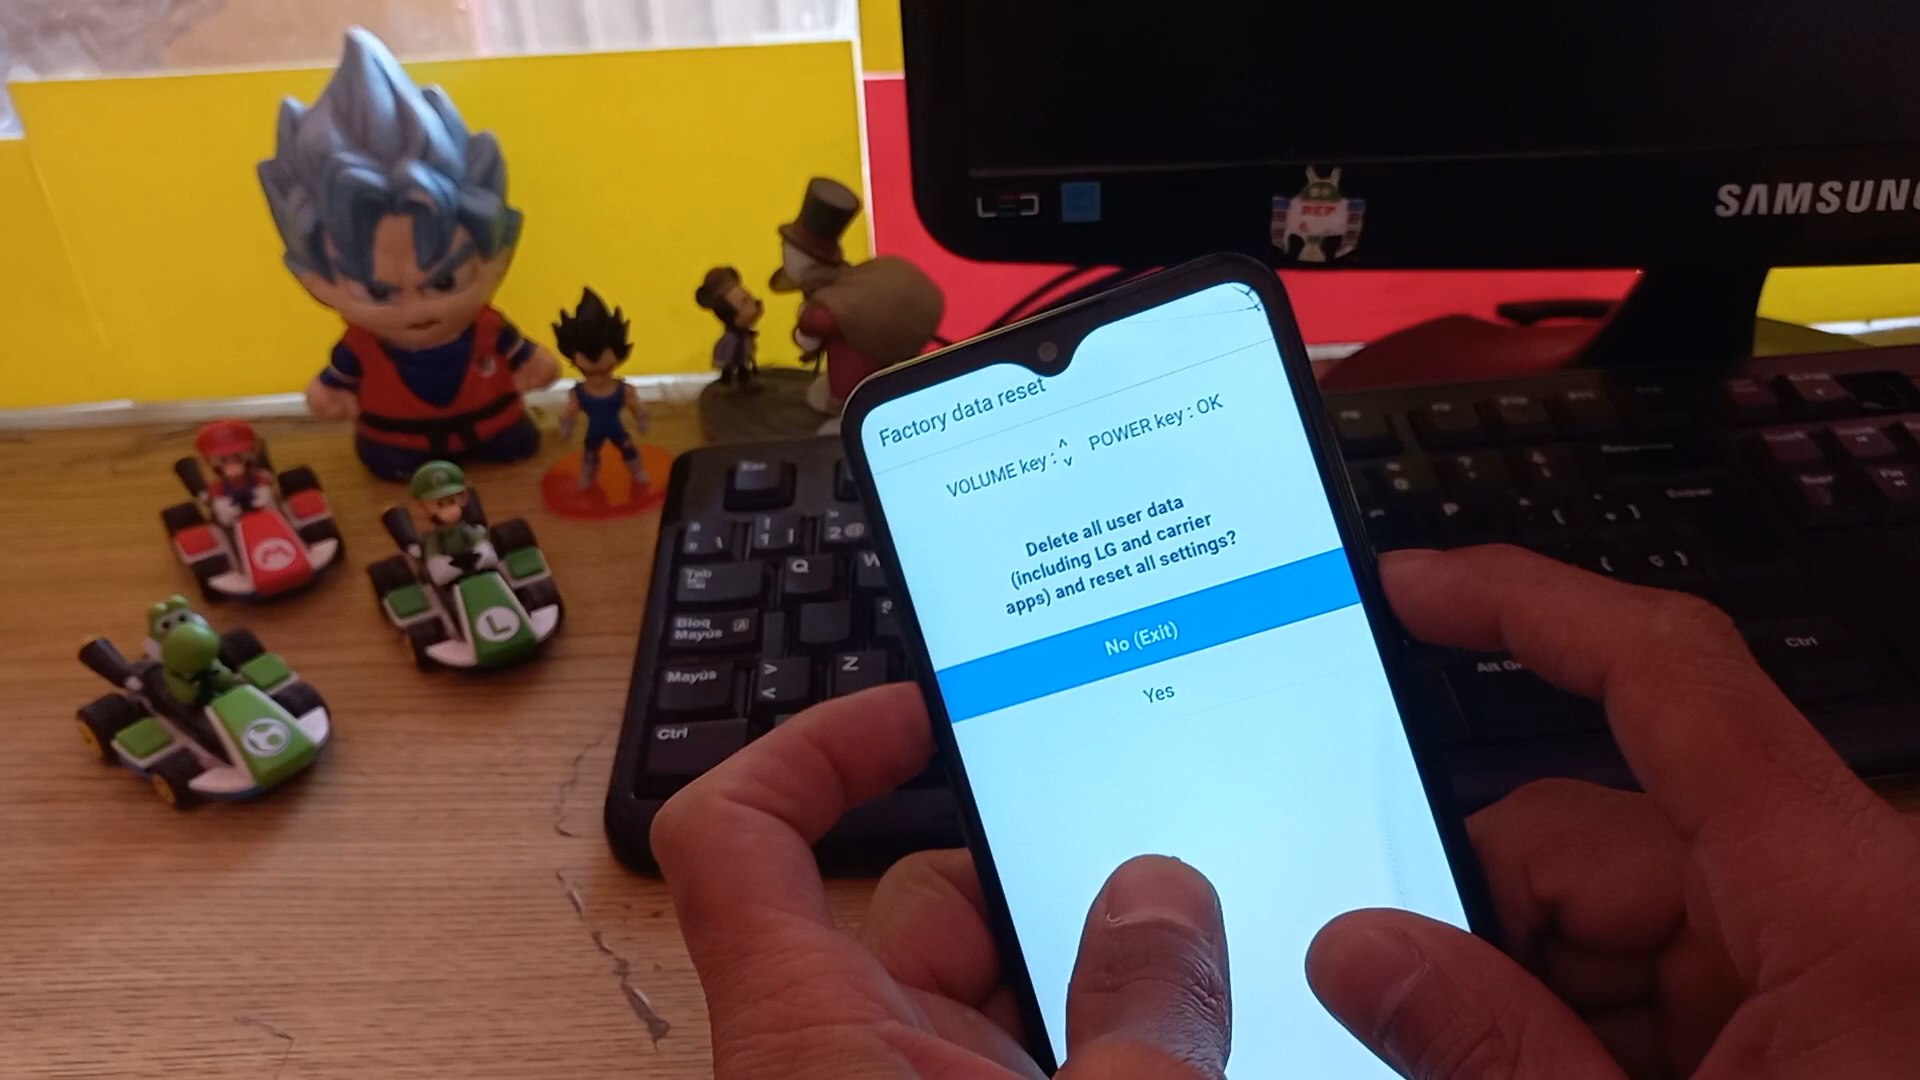 SAMSUNG
Factory data reset
VOLUME key : ^ v POWER key : OK
Delete all user data
(including LG and carrier
apps) and reset all settings?
No (Exit)
Yes
Esc
Q
Tab
Bloq
Mayús
A
Mayús
>
<
Z
Ctrl
Ctrl
M
L